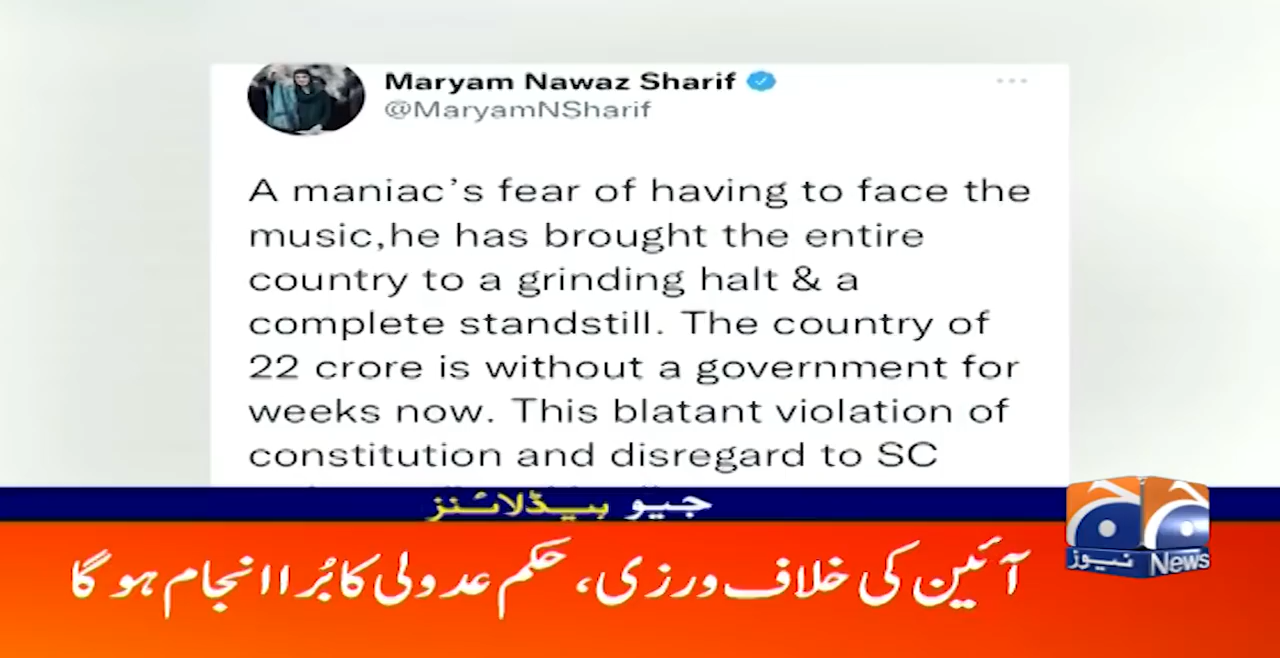 Maryam Nawaz Sharif
@MaryamNSharif
A maniac's fear of having to face the
music,he has brought the entire
country to a grinding halt & a
complete standstill. The country of
22 crore is without a government for
weeks now. This blatant violation of
constitution and disregard to SC
جیو ہیڈلائنز
آئین کی خلاف ورزی، حکم عدولی کا بُرا انجام ہو گا
جیو نیوز News